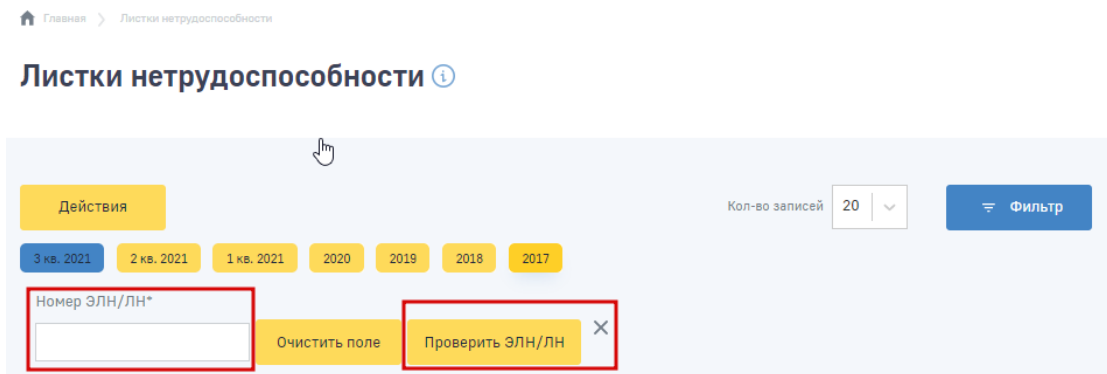 Главная > Листки нетрудоспособности
Листки нетрудоспособности i
Действия
Кол-во записей 20
Фильтр
3 кв. 2021 2 кв. 2021 1 кв. 2021 2020 2019 2018 2017
Номер ЭЛН/ЛН*
Очистить поле Проверить ЭЛН/ЛН ×